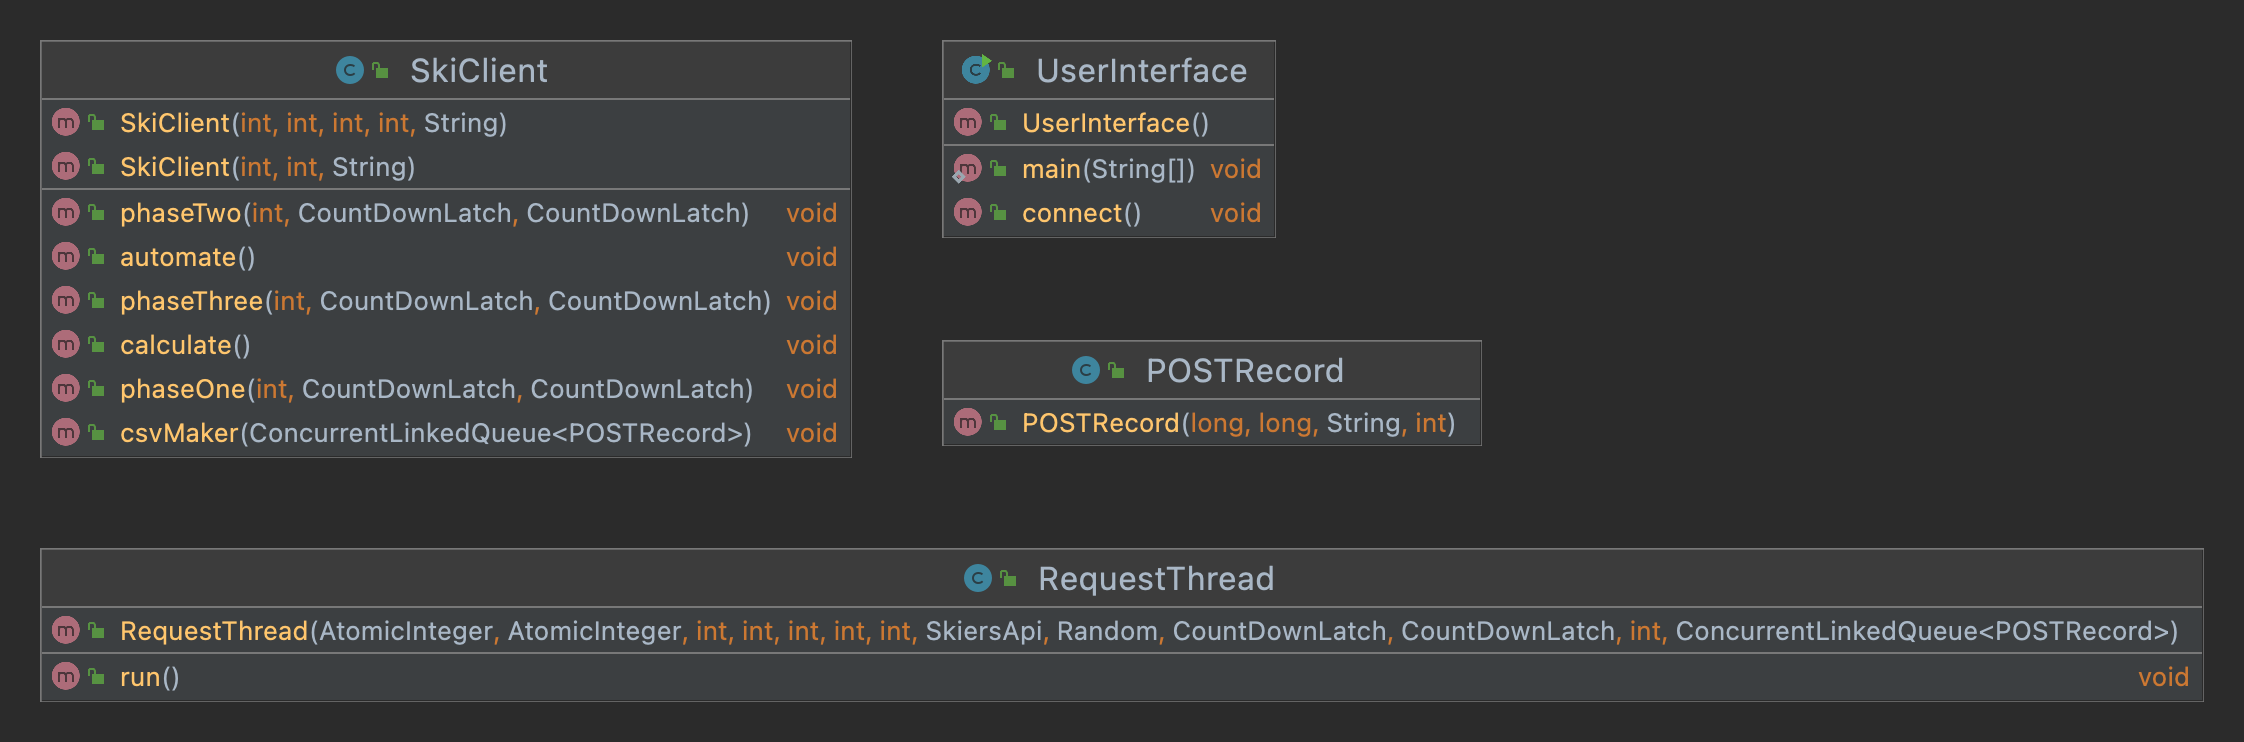 SkiClient
SkiClient(int, int, int, int, String)
SkiClient(int, int, String)
phaseTwo(int, CountDownLatch, CountDownLatch) void
automate() void
phaseThree(int, CountDownLatch, CountDownLatch) void
calculate() void
phaseOne(int, CountDownLatch, CountDownLatch) void
csvMaker(ConcurrentLinkedQueue<POSTRecord>) void
UserInterface
UserInterface()
main(String[]) void
connect() void
POSTRecord
POSTRecord(long, long, String, int)
RequestThread
RequestThread(AtomicInteger, AtomicInteger, int, int, int, int, int, SkiersApi, Random, CountDownLatch, CountDownLatch, int, ConcurrentLinkedQueue<POSTRecord>)
run() void